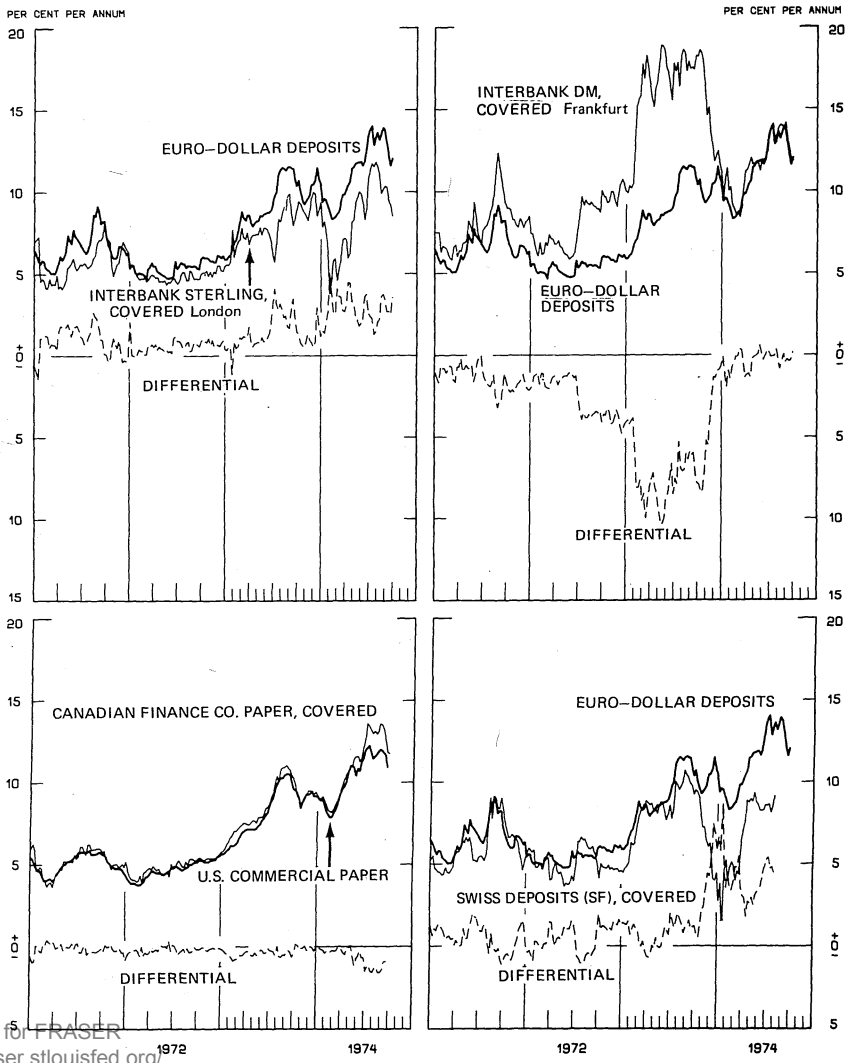 PER CENT PER ANNUM
PER CENT PER ANNUM
20
20
15
15
10
10
5
5
+
0
−
+
0
−
5
5
10
10
15
15
EURO–DOLLAR DEPOSITS
INTERBANK STERLING,
COVERED London
DIFFERENTIAL
INTERBANK DM,
COVERED Frankfurt
EURO–DOLLAR
DEPOSITS
DIFFERENTIAL
20
20
15
15
10
10
5
5
+
0
−
+
0
−
5
5
CANADIAN FINANCE CO. PAPER, COVERED
U.S. COMMERCIAL PAPER
DIFFERENTIAL
EURO–DOLLAR DEPOSITS
SWISS DEPOSITS (SF), COVERED
DIFFERENTIAL
1972
1974
1972
1974
for FRASER
ser.stlouisfed.org/